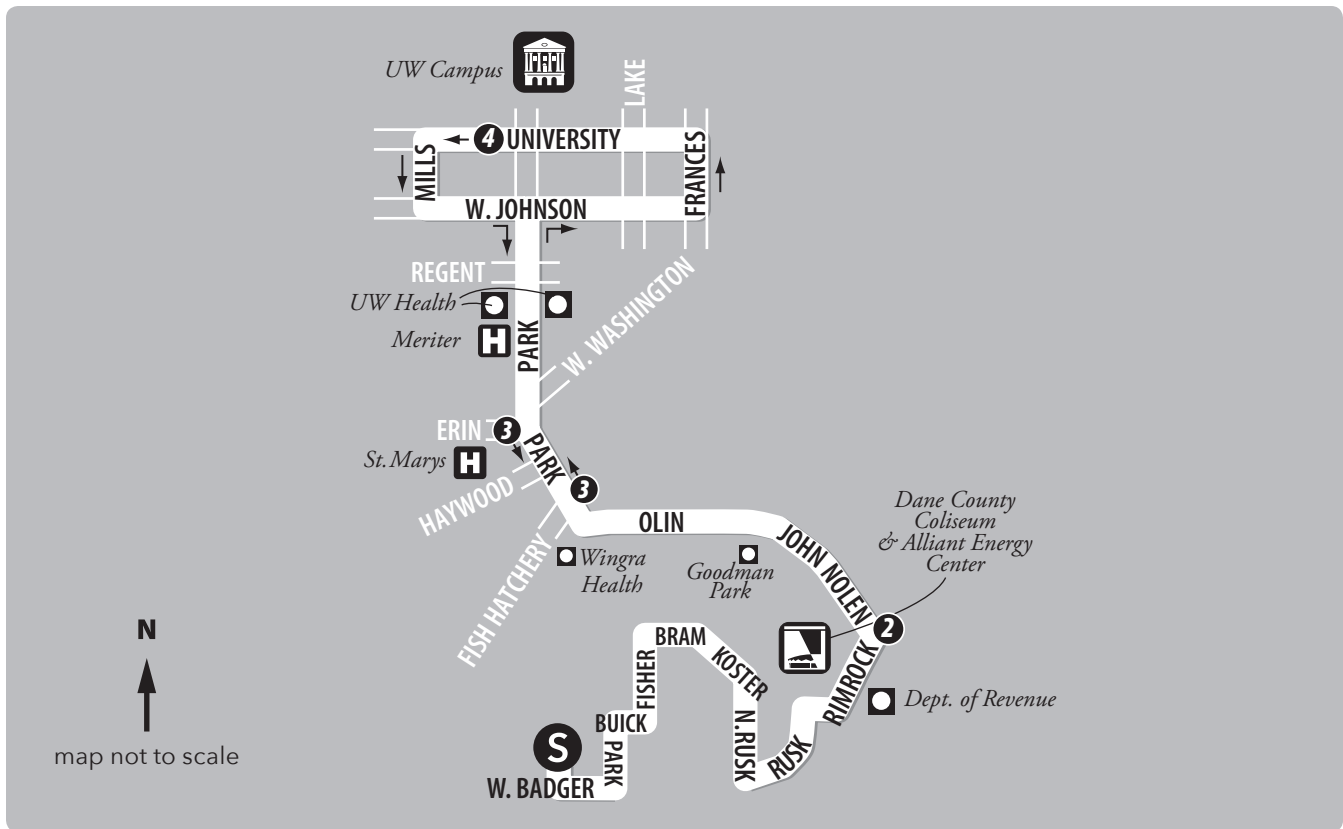 UW Campus
LAKE
4 UNIVERSITY
MILLS
FRANCES
W. JOHNSON
REGENT
UW Health
Meriter
H
PARK
W. WASHINGTON
ERIN
3
PARK
St. Marys
H
3
HAYWOOD
FISH HATCHERY
OLIN
Wingra
Health
Goodman
Park
JOHN NOLEN
Dane County
Coliseum
& Alliant Energy
Center
2
RIMROCK
Dept. of Revenue
BRAM
KOSTER
FISHER
BUICK
PARK
N. RUSK
RUSK
S
W. BADGER
N
map not to scale